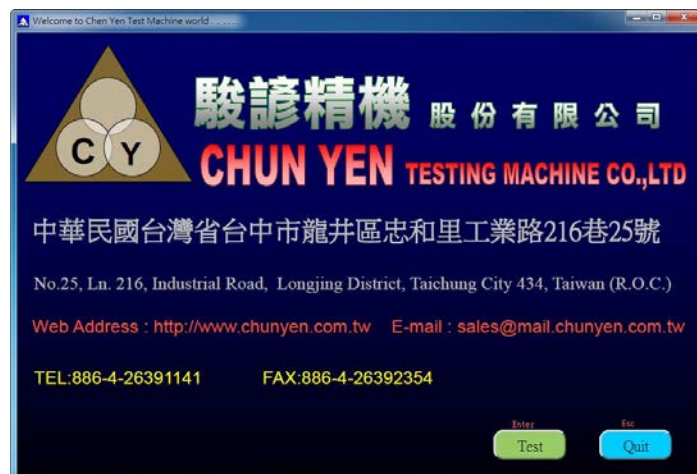 Welcome to Chen Yen Test Machine world . . . . . .
駿諺精機 股份有限公司
C Y
CHUN YEN TESTING MACHINE CO.,LTD
中華民國台灣省台中市龍井區忠和里工業路216巷25號
No.25, Ln. 216, Industrial Road, Longjing District, Taichung City 434, Taiwan (R.O.C.)
Web Address : http://www.chunyen.com.tw E-mail : sales@mail.chunyen.com.tw
TEL:886-4-26391141 FAX:886-4-26392354
Enter Esc
Test Quit